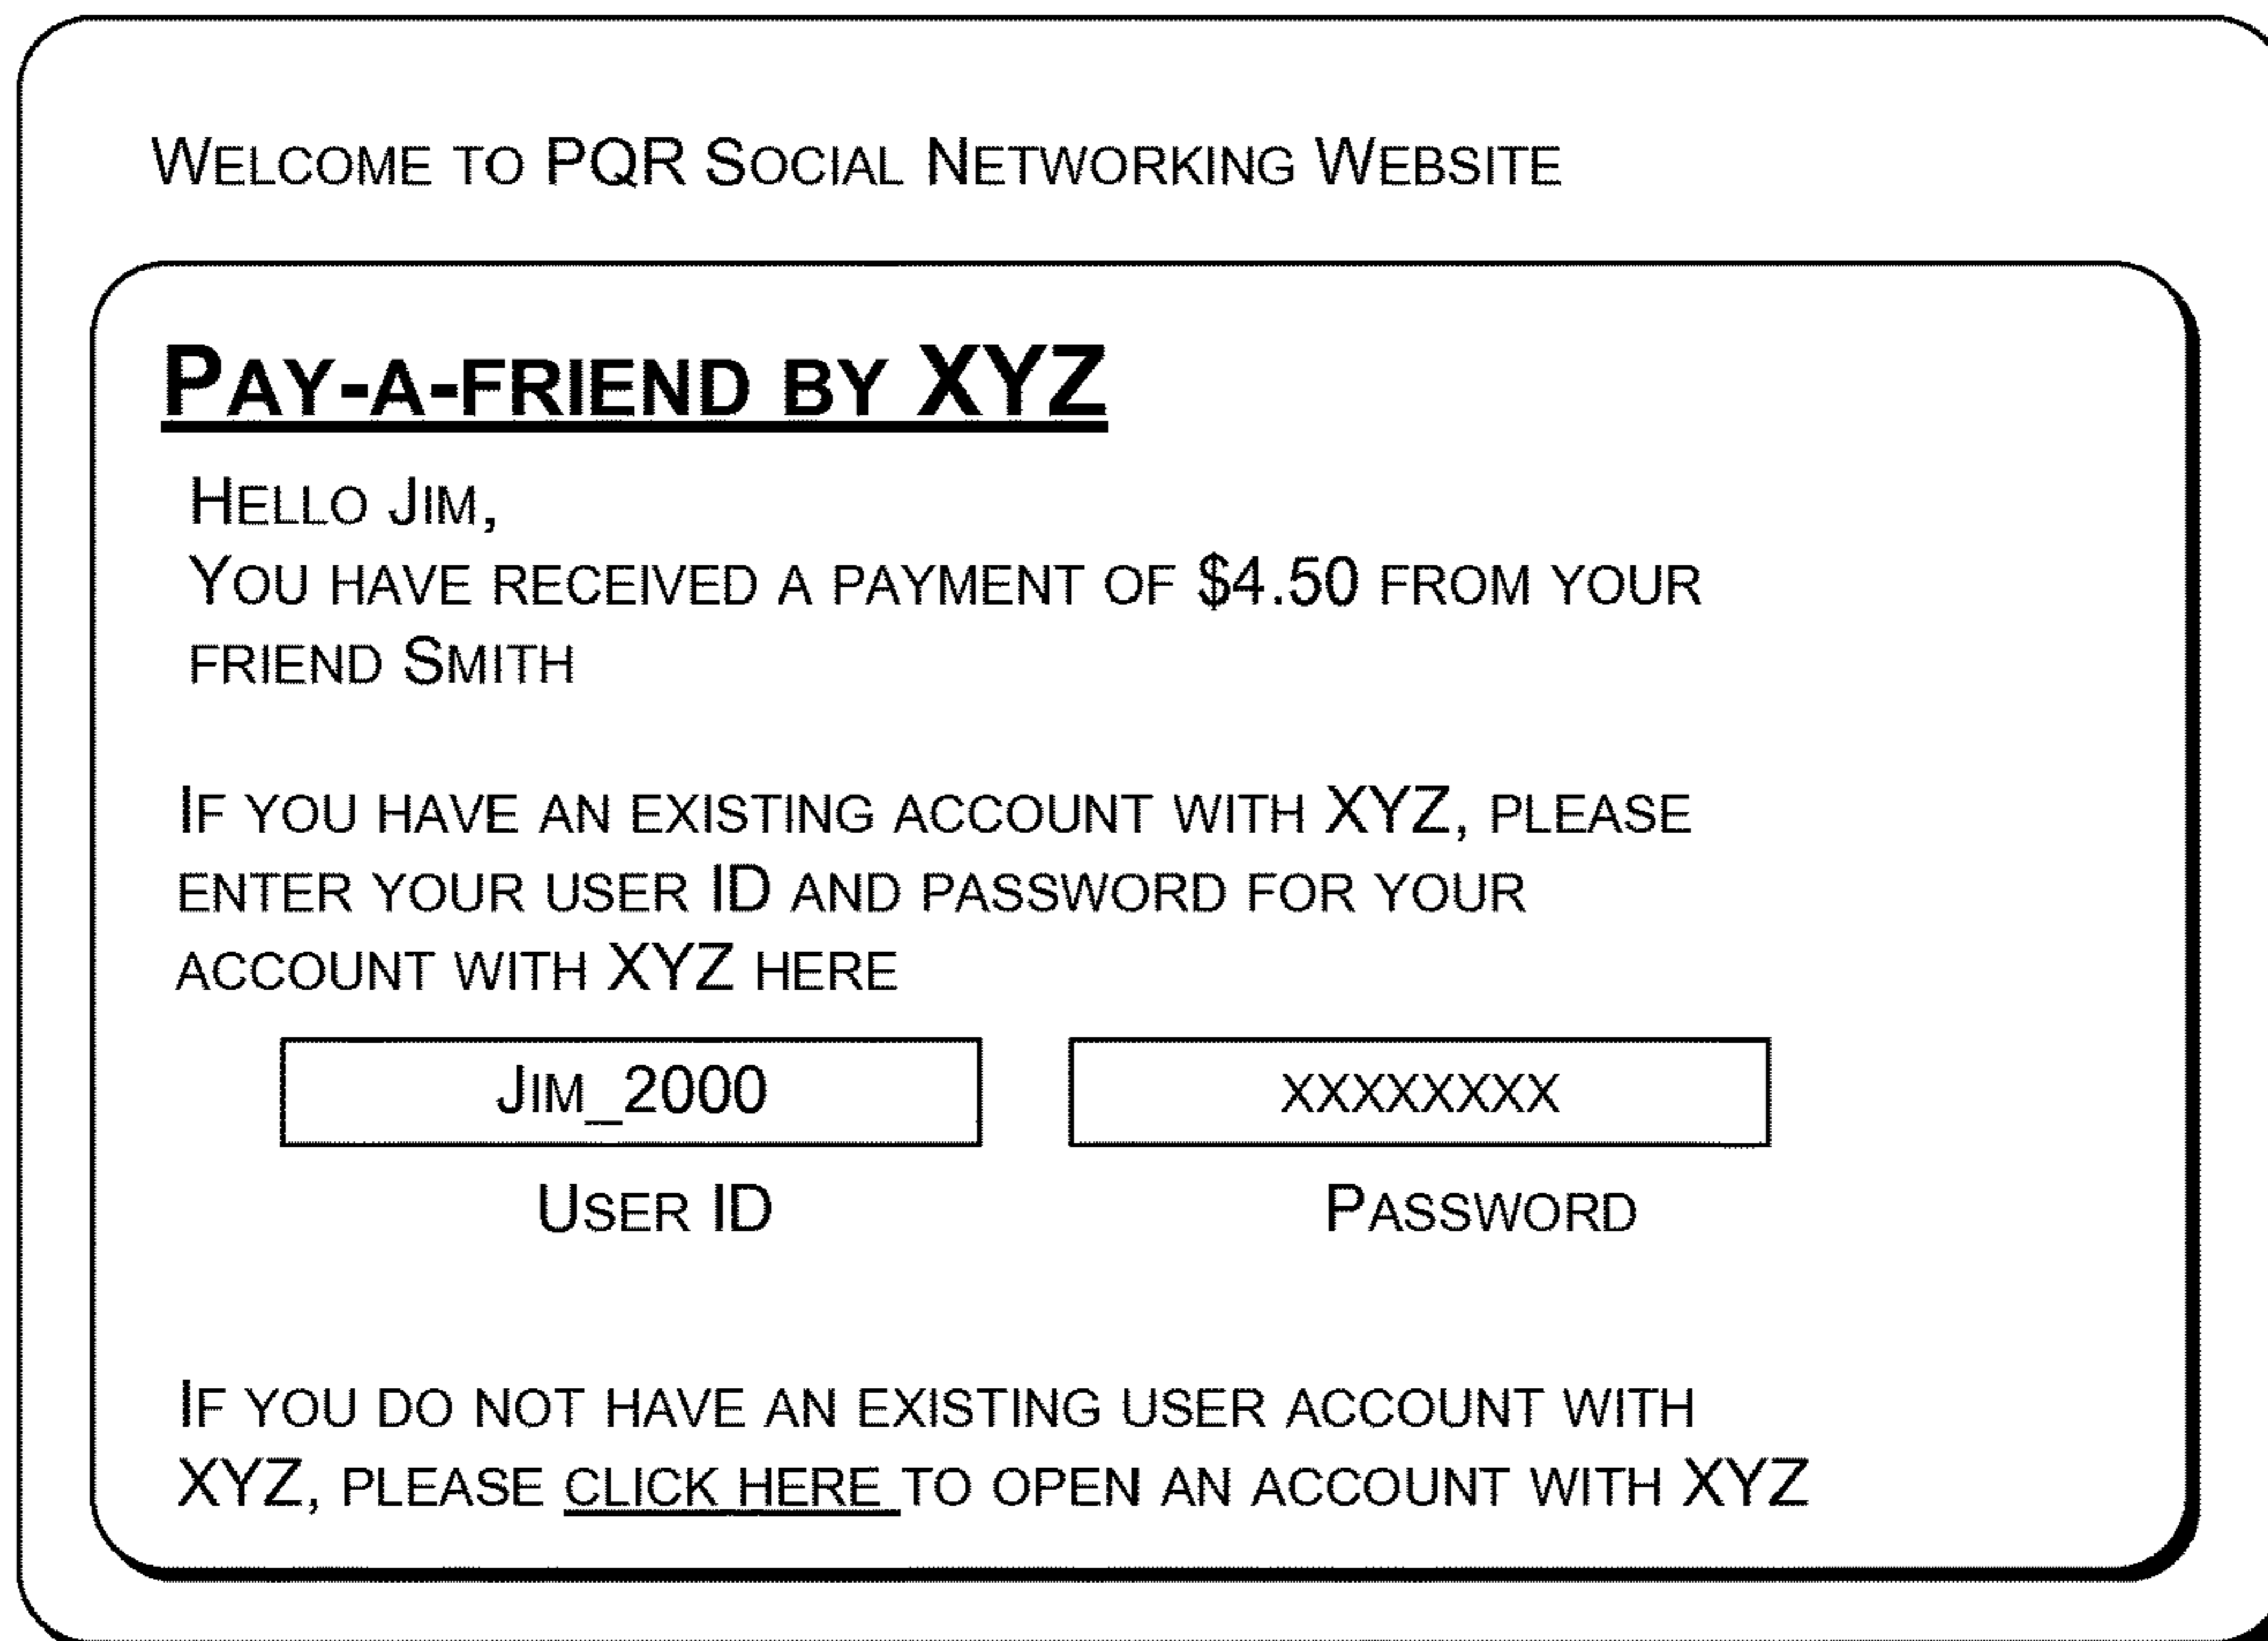 Welcome to PQR Social Networking Website
Pay-a-friend by XYZ
Hello Jim,
You have received a payment of $4.50 from your
friend Smith
If you have an existing account with XYZ, please
enter your user ID and password for your
account with XYZ here
Jim_2000 xxxxxxxx
User ID Password
If you do not have an existing user account with
XYZ, please click here to open an account with XYZ